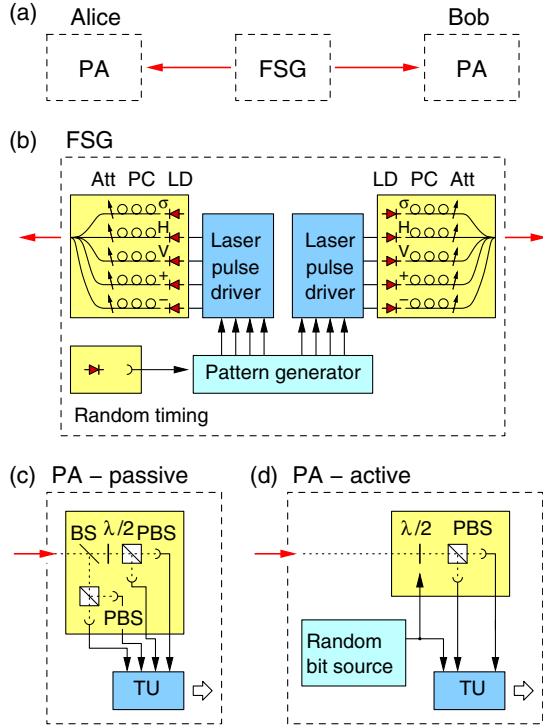 (a) Alice Bob
PA FSG PA
(b) FSG
Att PC LD LD PC Att
σ σ
H H
V V
+ +
− −
Laser pulse driver
Laser pulse driver
Pattern generator
Random timing
(c) PA – passive
BS λ/2 PBS
PBS
TU
(d) PA – active
λ/2 PBS
Random bit source
TU